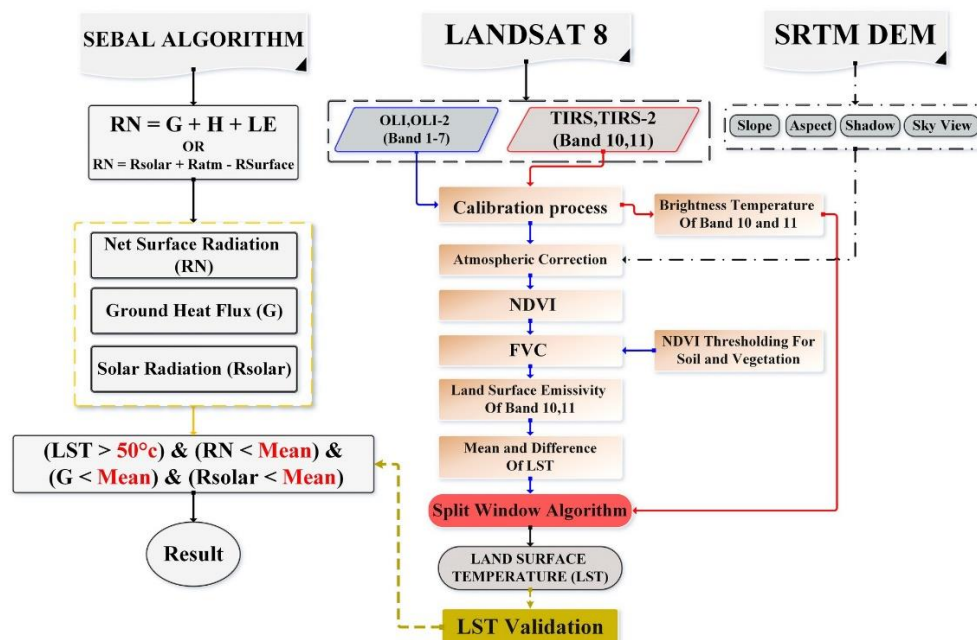 SEBAL ALGORITHM
RN = G + H + LE
OR
RN = Rsolar + Ratm - RSurface
Net Surface Radiation
(RN)
Ground Heat Flux (G)
Solar Radiation (Rsolar)
(LST > 50°c) & (RN < Mean) &
(G < Mean) & (Rsolar < Mean)
Result
LANDSAT 8
OLI,OLI-2
(Band 1-7)
TIRS,TIRS-2
(Band 10,11)
Calibration process
Brightness Temperature
Of Band 10 and 11
Atmospheric Correction
NDVI
FVC
NDVI Thresholding For
Soil and Vegetation
Land Surface Emissivity
Of Band 10,11
Mean and Difference
Of LST
Split Window Algorithm
LAND SURFACE
TEMPERATURE (LST)
LST Validation
SRTM DEM
Slope
Aspect
Shadow
Sky View